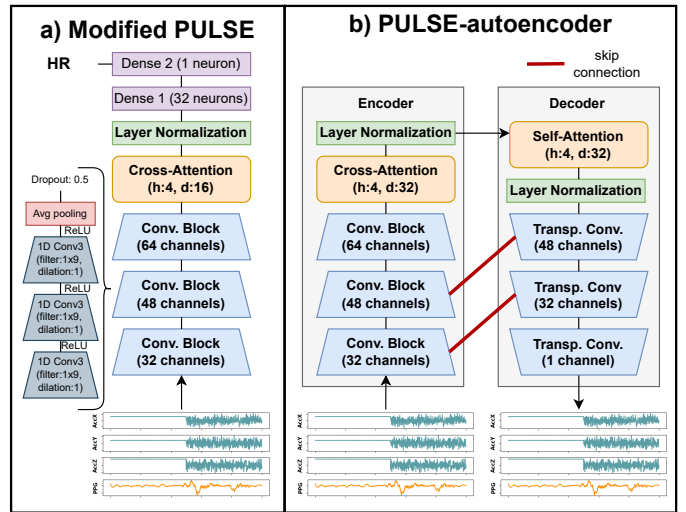 a) Modified PULSE
HR
Dense 2 (1 neuron)
Dense 1 (32 neurons)
Layer Normalization
Cross-Attention
(h:4, d:16)
Conv. Block
(64 channels)
Conv. Block
(48 channels)
Conv. Block
(32 channels)
Dropout: 0.5
Avg pooling
ReLU
1D Conv3
(filter:1x9,
dilation:1)
ReLU
1D Conv3
(filter:1x9,
dilation:1)
ReLU
1D Conv3
(filter:1x9,
dilation:1)
AccX
AccY
AccZ
PPG
b) PULSE-autoencoder
skip
connection
Encoder
Layer Normalization
Cross-Attention
(h:4, d:32)
Conv. Block
(64 channels)
Conv. Block
(48 channels)
Conv. Block
(32 channels)
AccX
AccY
AccZ
PPG
Decoder
Self-Attention
(h:4, d:32)
Layer Normalization
Transp. Conv.
(48 channels)
Transp. Conv
(32 channels)
Transp. Conv.
(1 channel)
AccX
AccY
AccZ
PPG